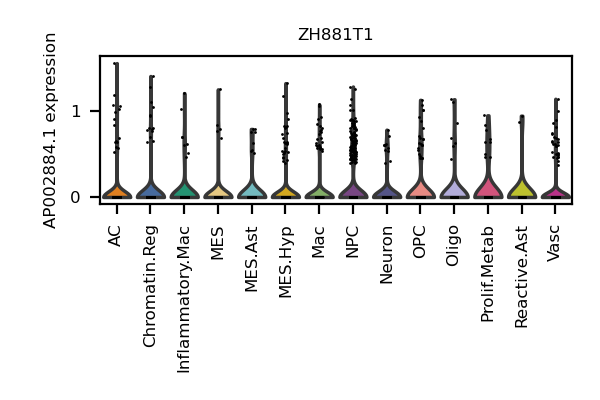 ZH881T1
AP002884.1 expression
1
0
AC
Chromatin.Reg
Inflammatory.Mac
MES
MES.Ast
MES.Hyp
Mac
NPC
Neuron
OPC
Oligo
Prolif.Metab
Reactive.Ast
Vasc